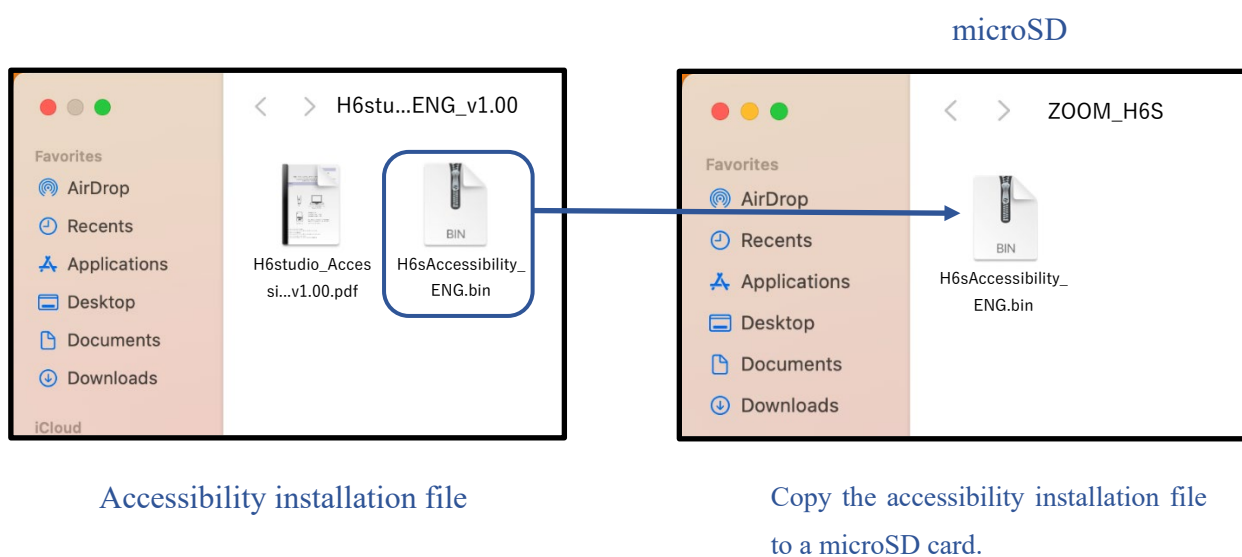 microSD
H6stu...ENG_v1.00
Favorites
AirDrop
Recents
Applications
Desktop
Documents
Downloads
iCloud
H6studio_Acces
si...v1.00.pdf
BIN
H6sAccessibility_
ENG.bin
ZOOM_H6S
Favorites
AirDrop
Recents
Applications
Desktop
Documents
Downloads
BIN
H6sAccessibility_
ENG.bin
Accessibility installation file
Copy the accessibility installation file
to a microSD card.